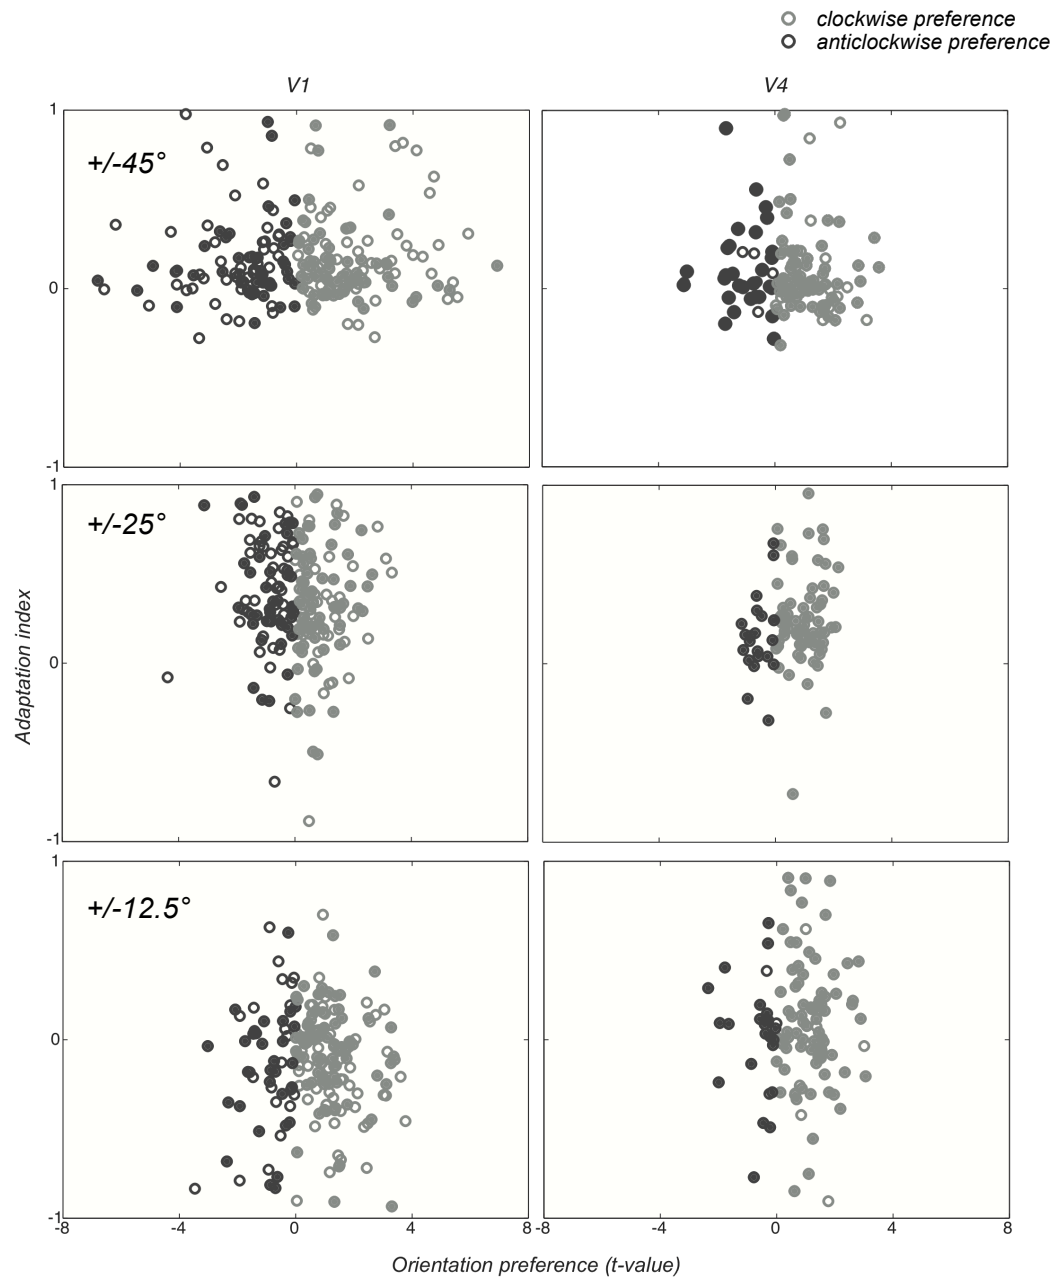 clockwise preference
anticlockwise preference
V1
V4
1
+/-45°
0
-1
1
+/-25°
0
-1
Adaptation index
1
+/-12.5°
0
-1
-8 -4 0 4 8 -8 -4 0 4 8
Orientation preference (t-value)